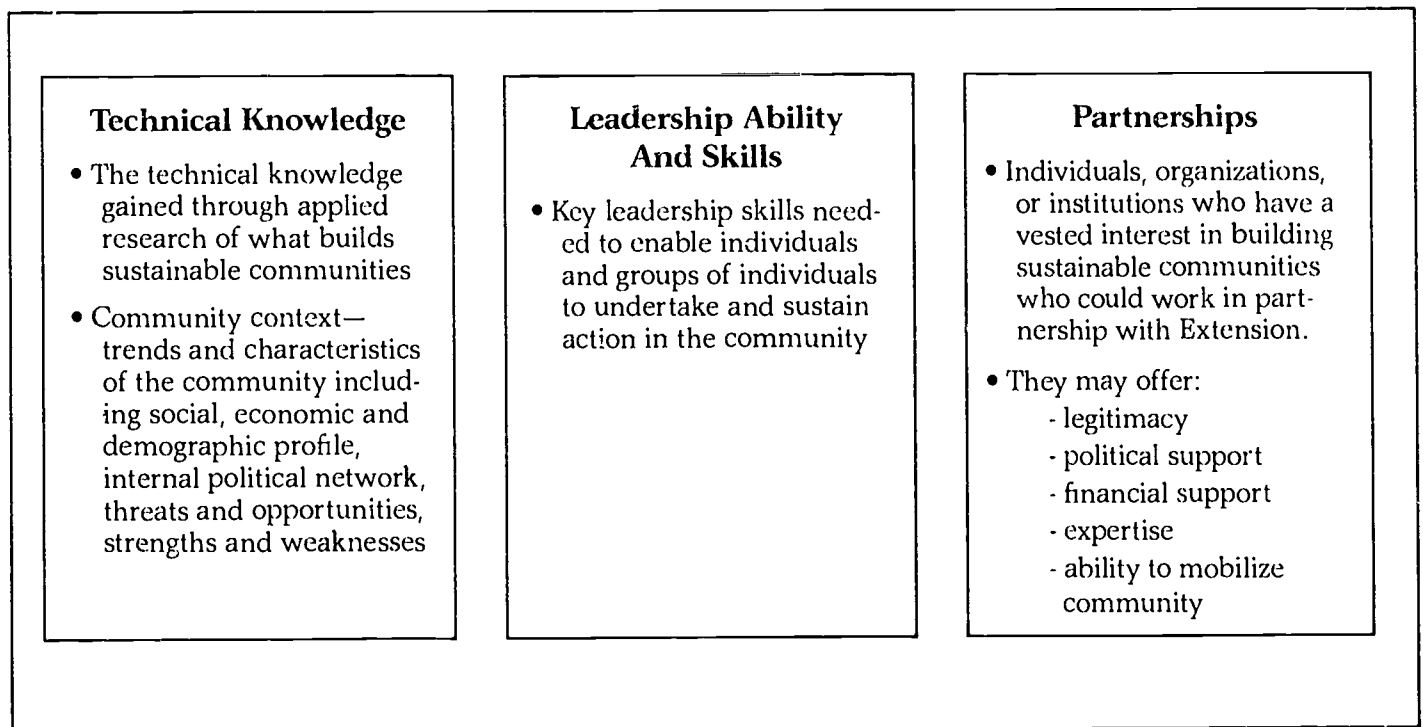 Technical Knowledge
• The technical knowledge
gained through applied
research of what builds
sustainable communities
• Community context—
trends and characteristics
of the community includ-
ing social, economic and
demographic profile,
internal political network,
threats and opportunities,
strengths and weaknesses
Leadership Ability
And Skills
• Key leadership skills need-
ed to enable individuals
and groups of individuals
to undertake and sustain
action in the community
Partnerships
• Individuals, organizations,
or institutions who have a
vested interest in building
sustainable communities
who could work in part-
nership with Extension.
• They may offer:
- legitimacy
- political support
- financial support
- expertise
- ability to mobilize
community